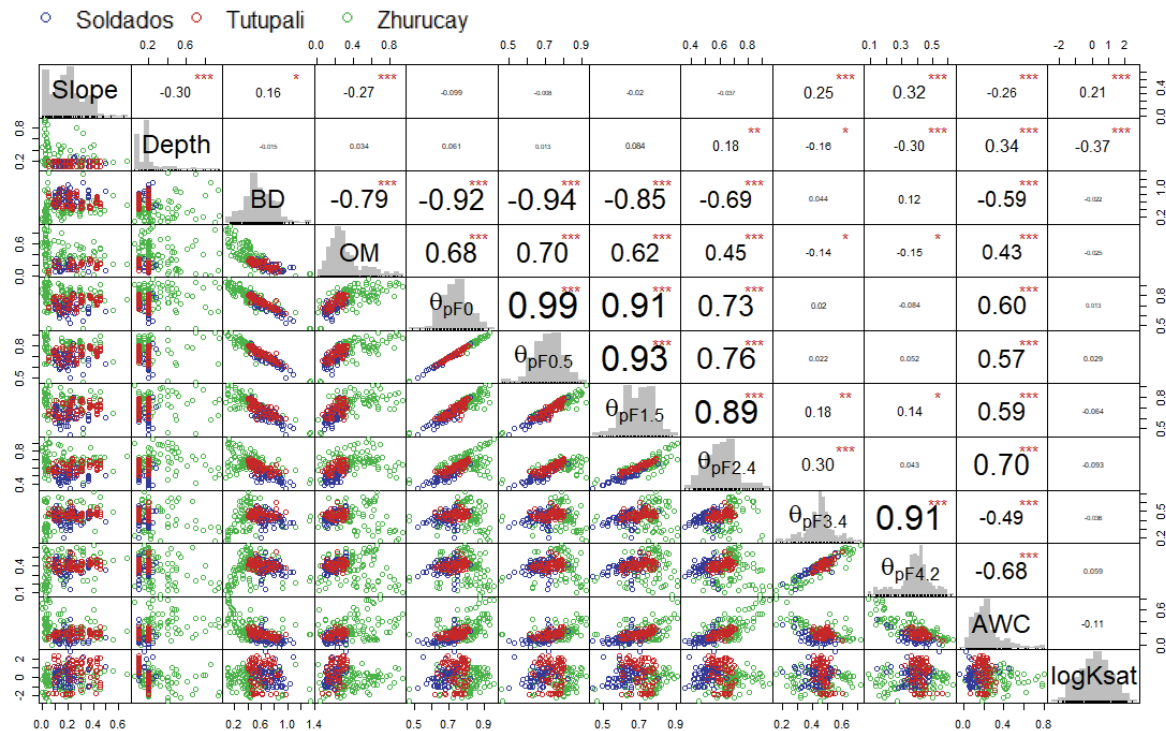 Soldados Tutupali Zhurucay
0.2 0.6 0.0 0.4 0.8 0.5 0.7 0.9 0.4 0.6 0.8 0.1 0.3 0.5 -2 0 1 2
Slope -0.30 *** 0.16 * -0.27 *** -0.099 -0.008 -0.02 -0.037 0.25 *** 0.32 *** -0.26 *** 0.21 *** 0.0 0.4
0.2 0.8 Depth -0.015 0.034 0.061 0.013 0.084 0.18 ** -0.16 * -0.30 *** 0.34 *** -0.37 ***
BD -0.79 *** -0.92 *** -0.94 *** -0.85 *** -0.69 *** 0.044 0.12 -0.59 *** -0.022 0.2 1.0
0.0 0.6 OM 0.68 *** 0.70 *** 0.62 *** 0.45 *** -0.14 * -0.15 * 0.43 *** -0.025
θpF0 0.99 *** 0.91 *** 0.73 *** 0.02 -0.084 0.60 *** 0.013 0.5 0.8
0.5 0.8 θpF0.5 0.93 *** 0.76 *** 0.022 0.052 0.57 *** 0.029
θpF1.5 0.89 *** 0.18 ** 0.14 * 0.59 *** -0.064 0.5 0.8
0.4 0.8 θpF2.4 0.30 *** 0.043 0.70 *** -0.093
θpF3.4 0.91 *** -0.49 *** -0.036 0.2 0.6
0.1 0.4 θpF4.2 -0.68 *** 0.059
AWC -0.11 0.0 0.6
-2 0 2 logKsat
0.0 0.2 0.4 0.6 0.2 0.6 1.0 1.4 0.5 0.7 0.9 0.5 0.7 0.9 0.2 0.4 0.6 0.0 0.4 0.8